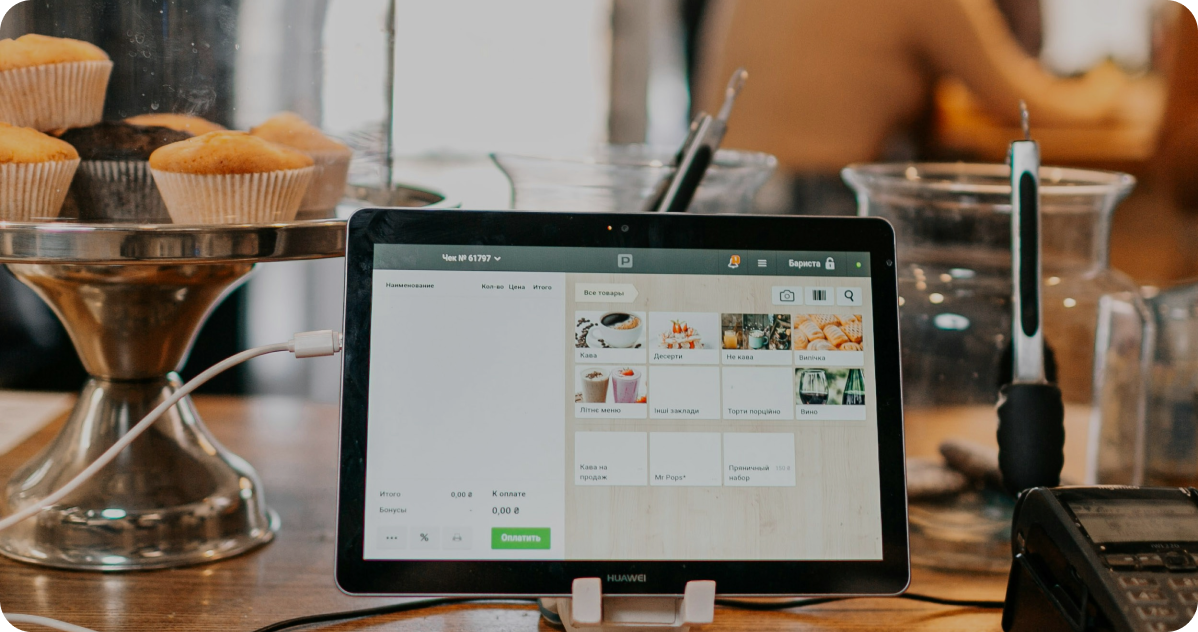 Чек № 61797
P
Бариста
Наименование Кол-во Цена Итого
Все товары
Кава
Десерти
Не кава
Випічка
Літнє меню
Інші заклади
Торти порційно
Вино
Кава на
продаж
Mr Pops*
Пряничный
набор
Итого 0,00 ₴
К оплате
Бонусы -
0,00 ₴
%
Оплатить
HUAWEI